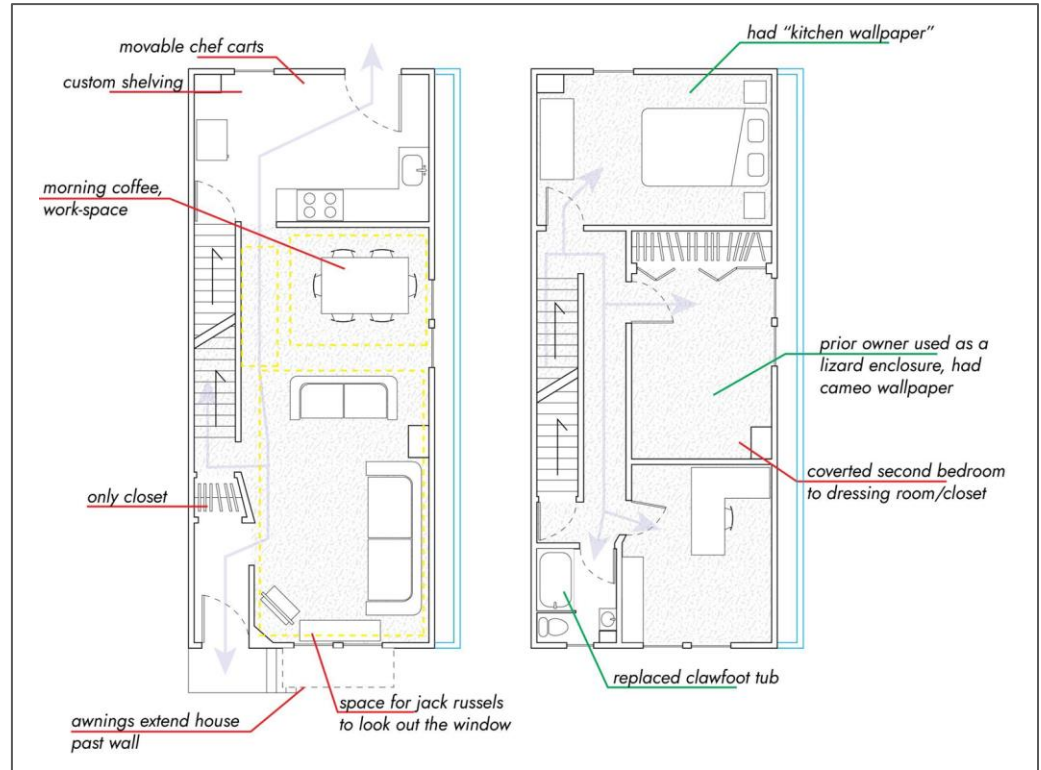 movable chef carts
custom shelving
morning coffee,
work-space
only closet
awnings extend house
past wall
space for jack russels
to look out the window
had “kitchen wallpaper”
prior owner used as a
lizard enclosure, had
cameo wallpaper
coverted second bedroom
to dressing room/closet
replaced clawfoot tub